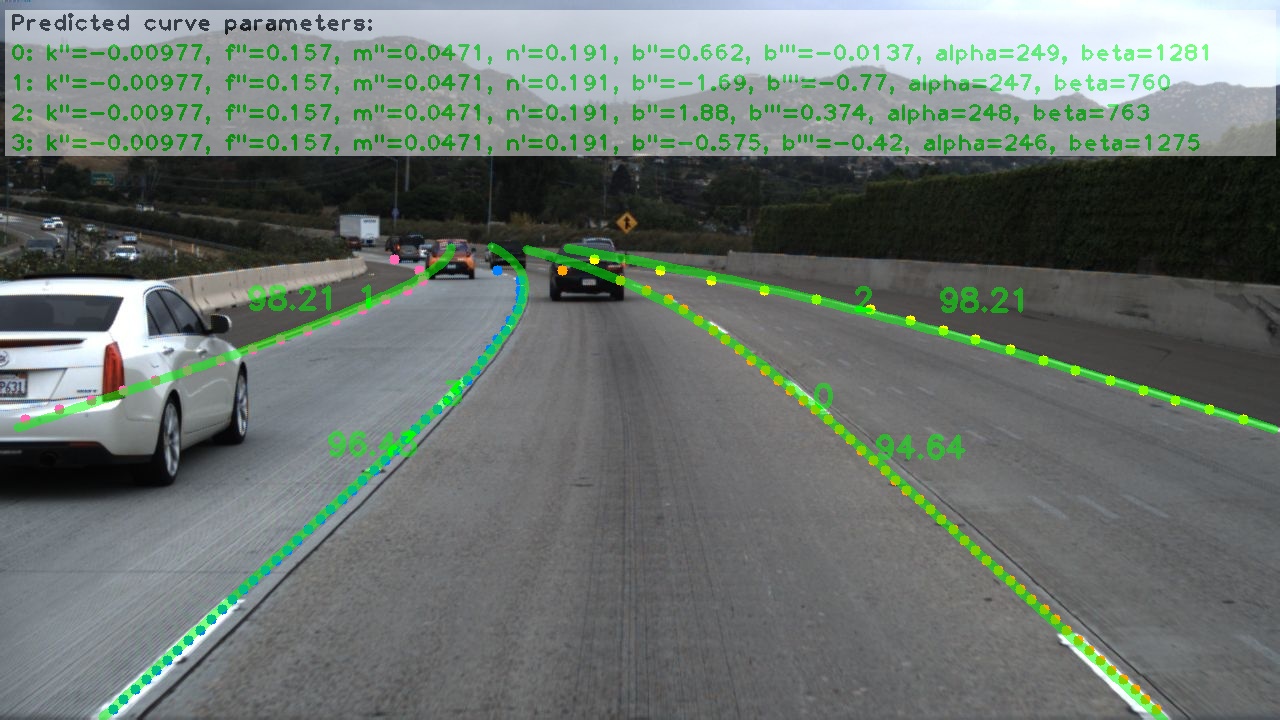 Predicted curve parameters:
0: k''=-0.00977, f''=0.157, m''=0.0471, n'=0.191, b''=0.662, b'''=-0.0137, alpha=249, beta=1281
1: k''=-0.00977, f''=0.157, m''=0.0471, n'=0.191, b''=-1.69, b'''=-0.77, alpha=247, beta=760
2: k''=-0.00977, f''=0.157, m''=0.0471, n'=0.191, b''=1.88, b'''=0.374, alpha=248, beta=763
3: k''=-0.00977, f''=0.157, m''=0.0471, n'=0.191, b''=-0.575, b'''=-0.42, alpha=246, beta=1275
98.21 1 2 98.21
0
94.64